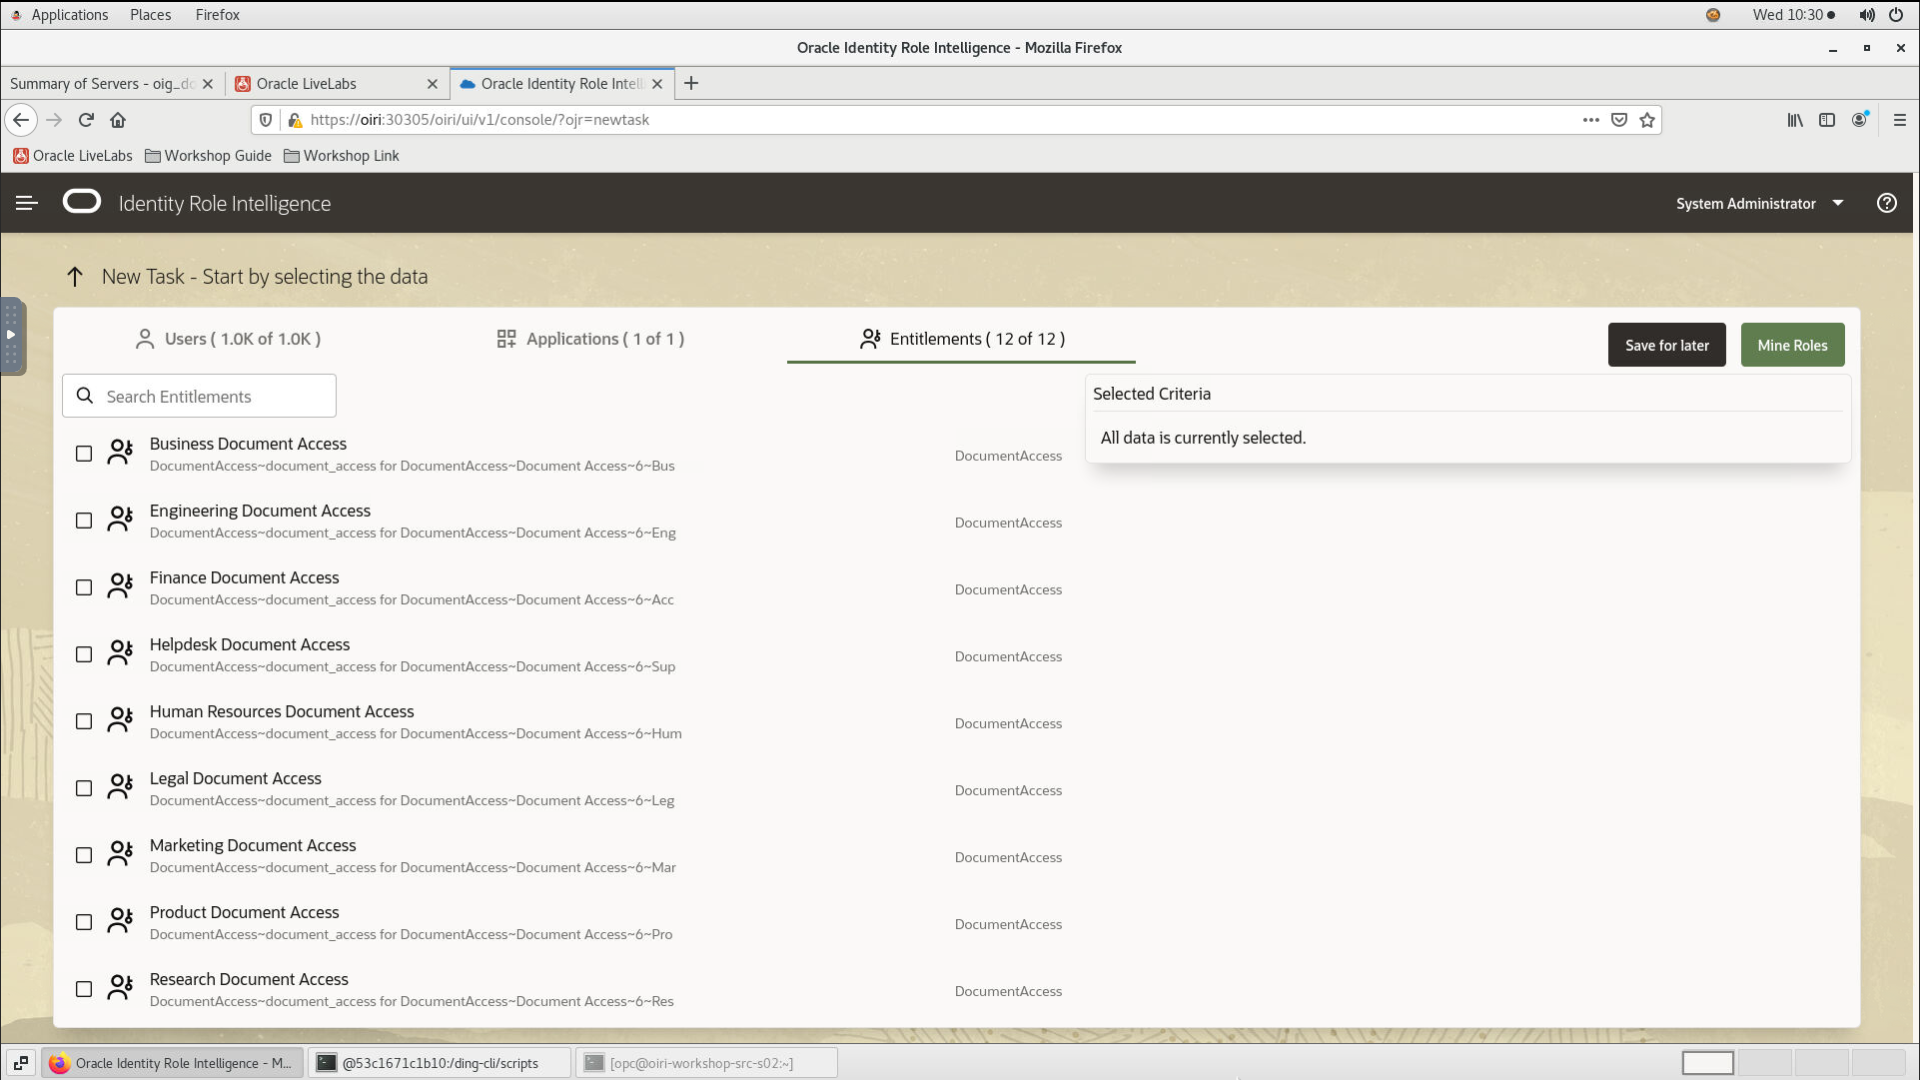 Applications Places Firefox Wed 10:30
Oracle Identity Role Intelligence - Mozilla Firefox
Summary of Servers - oig_do Oracle LiveLabs Oracle Identity Role Intel
https://oiri:30305/oiri/ui/v1/console/?ojr=newtask
Oracle LiveLabs Workshop Guide Workshop Link
Identity Role Intelligence System Administrator
New Task - Start by selecting the data
Users ( 1.0K of 1.0K ) Applications ( 1 of 1 ) Entitlements ( 12 of 12 ) Save for later Mine Roles
Search Entitlements
Selected Criteria
All data is currently selected.
Business Document Access
DocumentAccess~document_access for DocumentAccess~Document Access~6~Bus DocumentAccess
Engineering Document Access
DocumentAccess~document_access for DocumentAccess~Document Access~6~Eng DocumentAccess
Finance Document Access
DocumentAccess~document_access for DocumentAccess~Document Access~6~Acc DocumentAccess
Helpdesk Document Access
DocumentAccess~document_access for DocumentAccess~Document Access~6~Sup DocumentAccess
Human Resources Document Access
DocumentAccess~document_access for DocumentAccess~Document Access~6~Hum DocumentAccess
Legal Document Access
DocumentAccess~document_access for DocumentAccess~Document Access~6~Leg DocumentAccess
Marketing Document Access
DocumentAccess~document_access for DocumentAccess~Document Access~6~Mar DocumentAccess
Product Document Access
DocumentAccess~document_access for DocumentAccess~Document Access~6~Pro DocumentAccess
Research Document Access
DocumentAccess~document_access for DocumentAccess~Document Access~6~Res DocumentAccess
Oracle Identity Role Intelligence - M... @53c1671c1b10:/ding-cli/scripts [opc@oiri-workshop-src-s02:~]